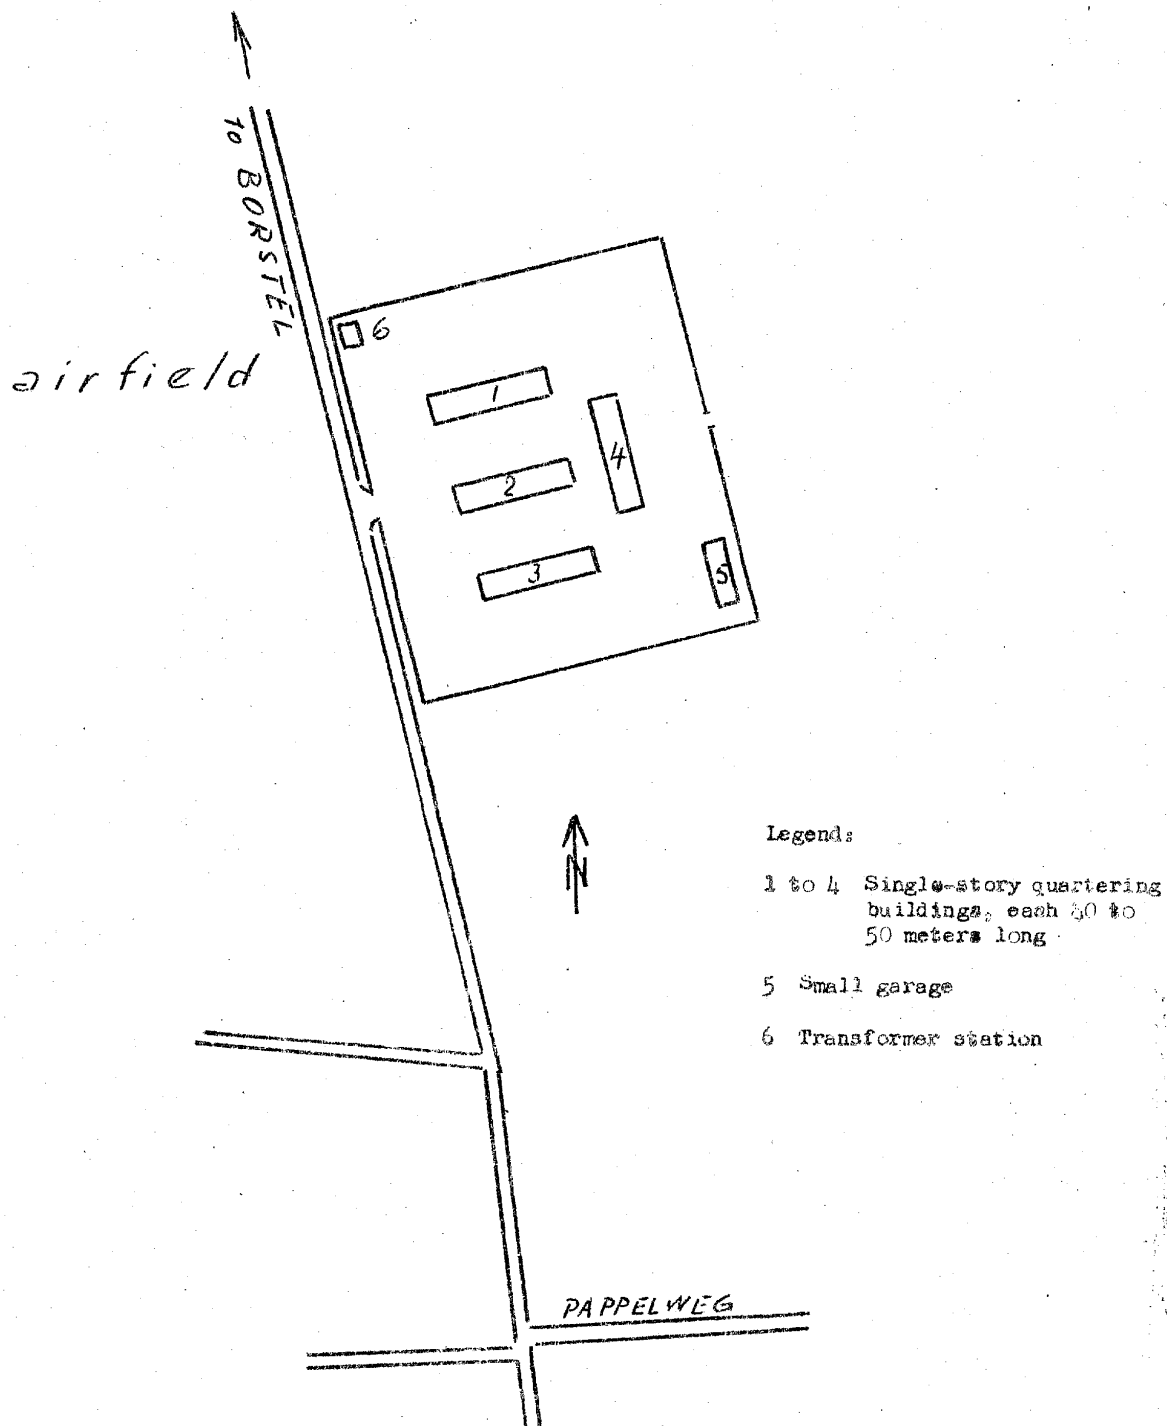 to BORSTEL
6
airfield
1
4
2
3
5
N
Legend:
1 to 4 Single-story quartering
buildings, each 40 to
50 meters long
5 Small garage
6 Transformer station
PAPPELWEG